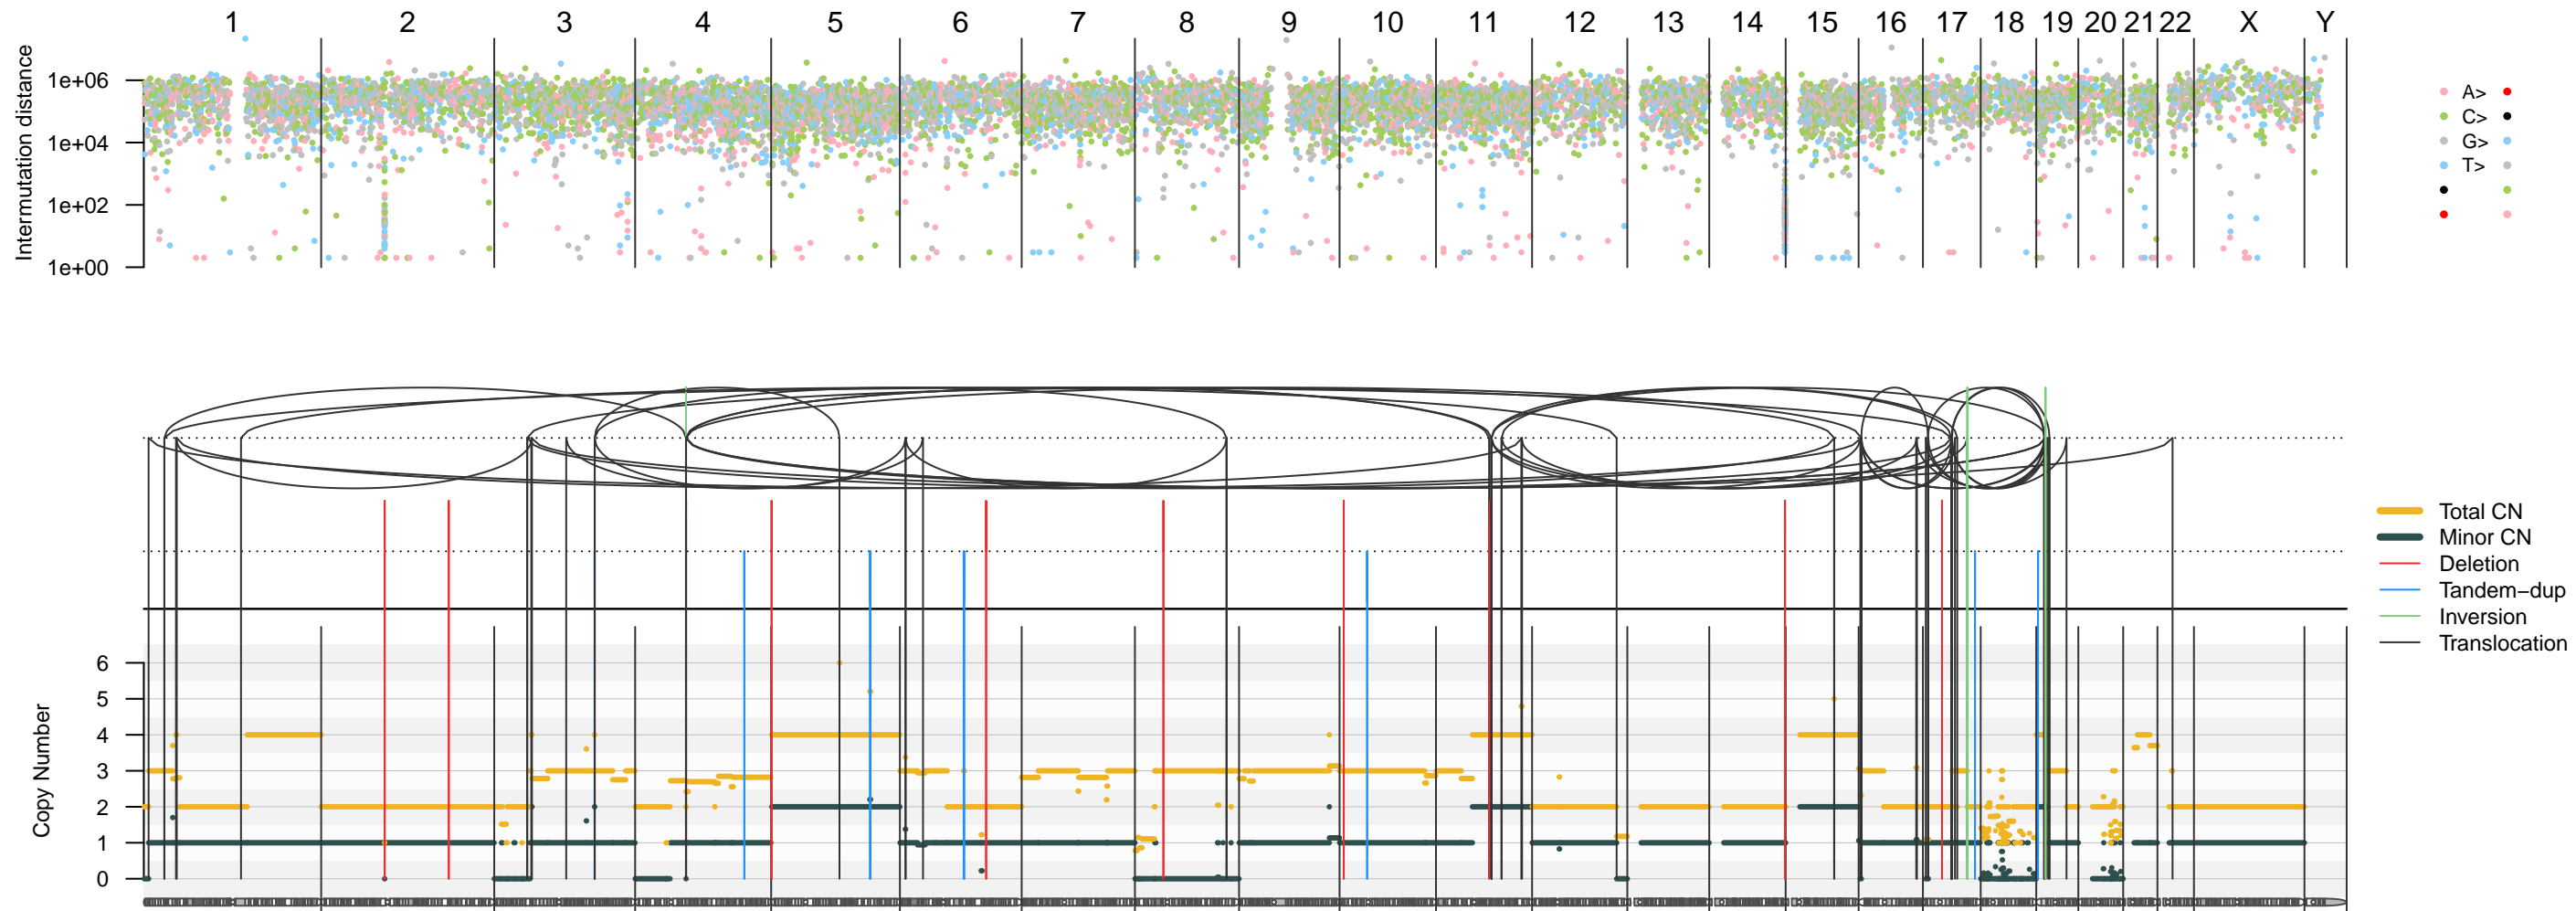 1 2 3 4 5 6 7 8 9 10 11 12 13 14 15 16 17 18 19 20 21 22 X Y
Intermutation distance
1e+06
1e+04
1e+02
1e+00
A>
C>
G>
T>
Total CN
Minor CN
Deletion
Tandem−dup
Inversion
Translocation
Copy Number
6
5
4
3
2
1
0